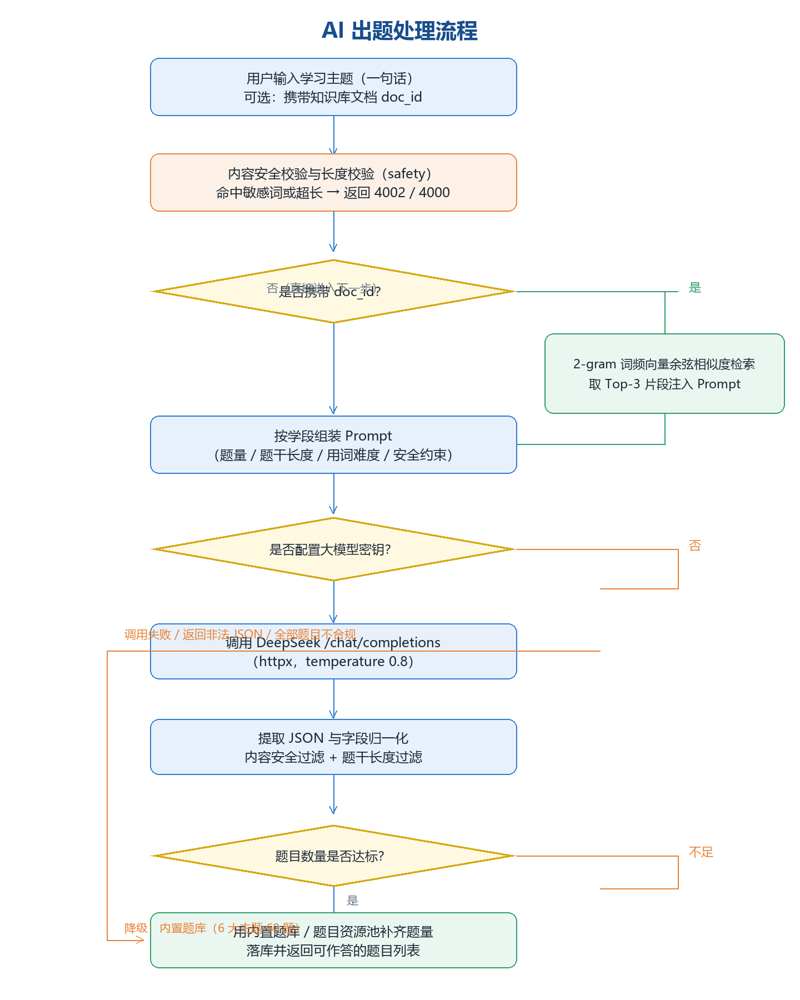 AI 出题处理流程
用户输入学习主题（一句话）
可选：携带知识库文档 doc_id
内容安全校验与长度校验（safety）
命中敏感词或超长 → 返回 4002 / 4000
否（直接进入下一步）
是否携带 doc_id?
是
2-gram 词频向量余弦相似度检索
取 Top-3 片段注入 Prompt
按学段组装 Prompt
（题量 / 题干长度 / 用词难度 / 安全约束）
是否配置大模型密钥?
否
调用失败 / 返回非法 JSON / 全部题目不合规
调用 DeepSeek /chat/completions
（httpx，temperature 0.8）
提取 JSON 与字段归一化
内容安全过滤 + 题干长度过滤
题目数量是否达标?
不足
是
降级：内置题库（6 大主题 60 题）
用内置题库 / 题目资源池补齐题量
落库并返回可作答的题目列表